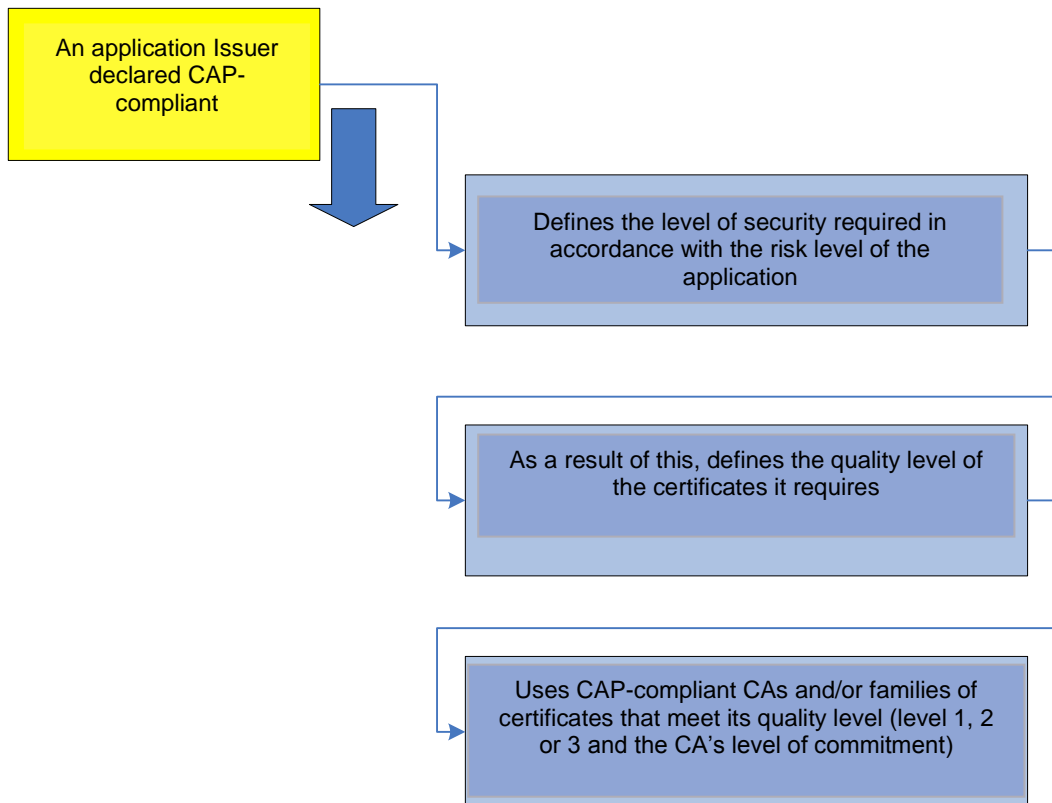 An application Issuer
declared CAP-
compliant
Defines the level of security required in
accordance with the risk level of the
application
As a result of this, defines the quality level of
the certificates it requires
Uses CAP-compliant CAs and/or families of
certificates that meet its quality level (level 1, 2
or 3 and the CA's level of commitment)